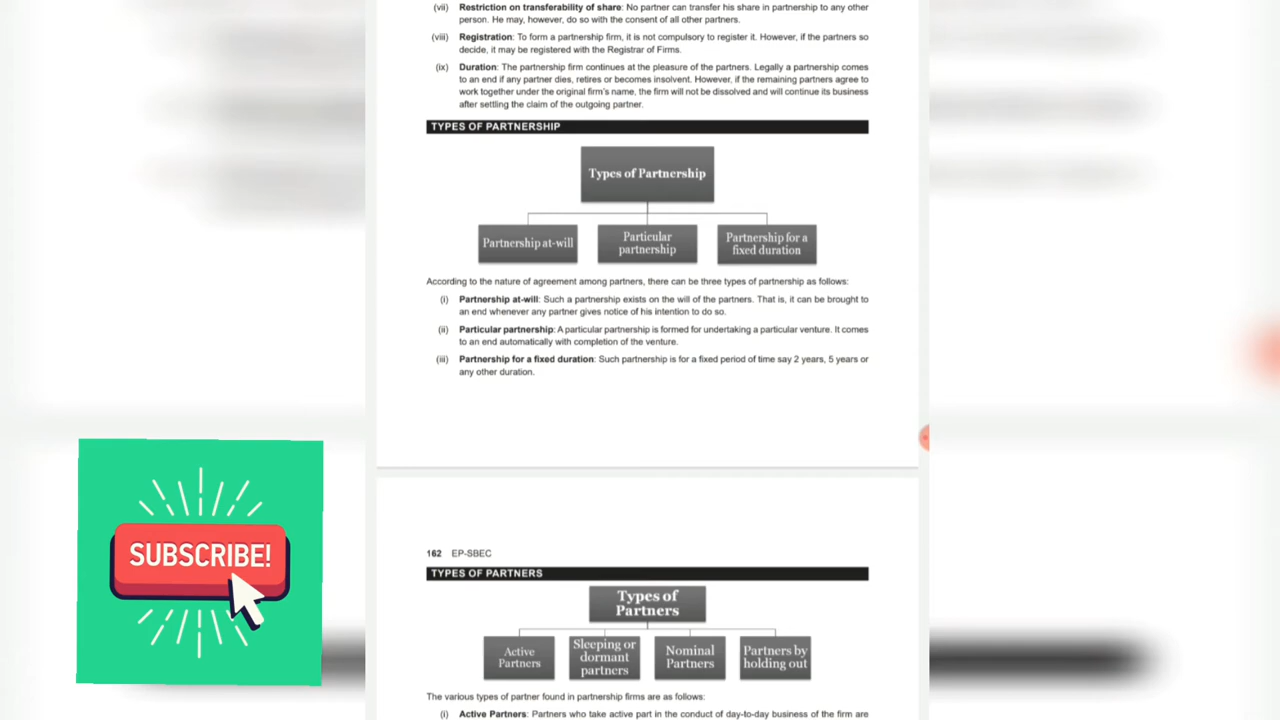 (vii) Restriction on transferability of share: No partner can transfer his share in partnership to any other
person. He may, however, do so with the consent of all other partners.
(viii) Registration: To form a partnership firm, it is not compulsory to register it. However, if the partners so
decide, it may be registered with the Registrar of Firms.
(ix) Duration: The partnership firm continues at the pleasure of the partners. Legally a partnership comes
to an end if any partner dies, retires or becomes insolvent. However, if the remaining partners agree to
work together under the original firm's name, the firm will not be dissolved and will continue its business
after settling the claim of the outgoing partner.
TYPES OF PARTNERSHIP
Types of Partnership
Partnership at-will
Particular
partnership
Partnership for a
fixed duration
According to the nature of agreement among partners, there can be three types of partnership as follows:
(i) Partnership at-will: Such a partnership exists on the will of the partners. That is, it can be brought to
an end whenever any partner gives notice of his intention to do so.
(ii) Particular partnership: A particular partnership is formed for undertaking a particular venture. It comes
to an end automatically with completion of the venture.
(iii) Partnership for a fixed duration: Such partnership is for a fixed period of time say 2 years, 5 years or
any other duration.
SUBSCRIBE!
162 EP-SBEC
TYPES OF PARTNERS
Types of
Partners
Active
Partners
Sleeping or
dormant
partners
Nominal
Partners
Partners by
holding out
The various types of partner found in partnership firms are as follows:
(i) Active Partners: Partners who take active part in the conduct of day-to-day business of the firm are